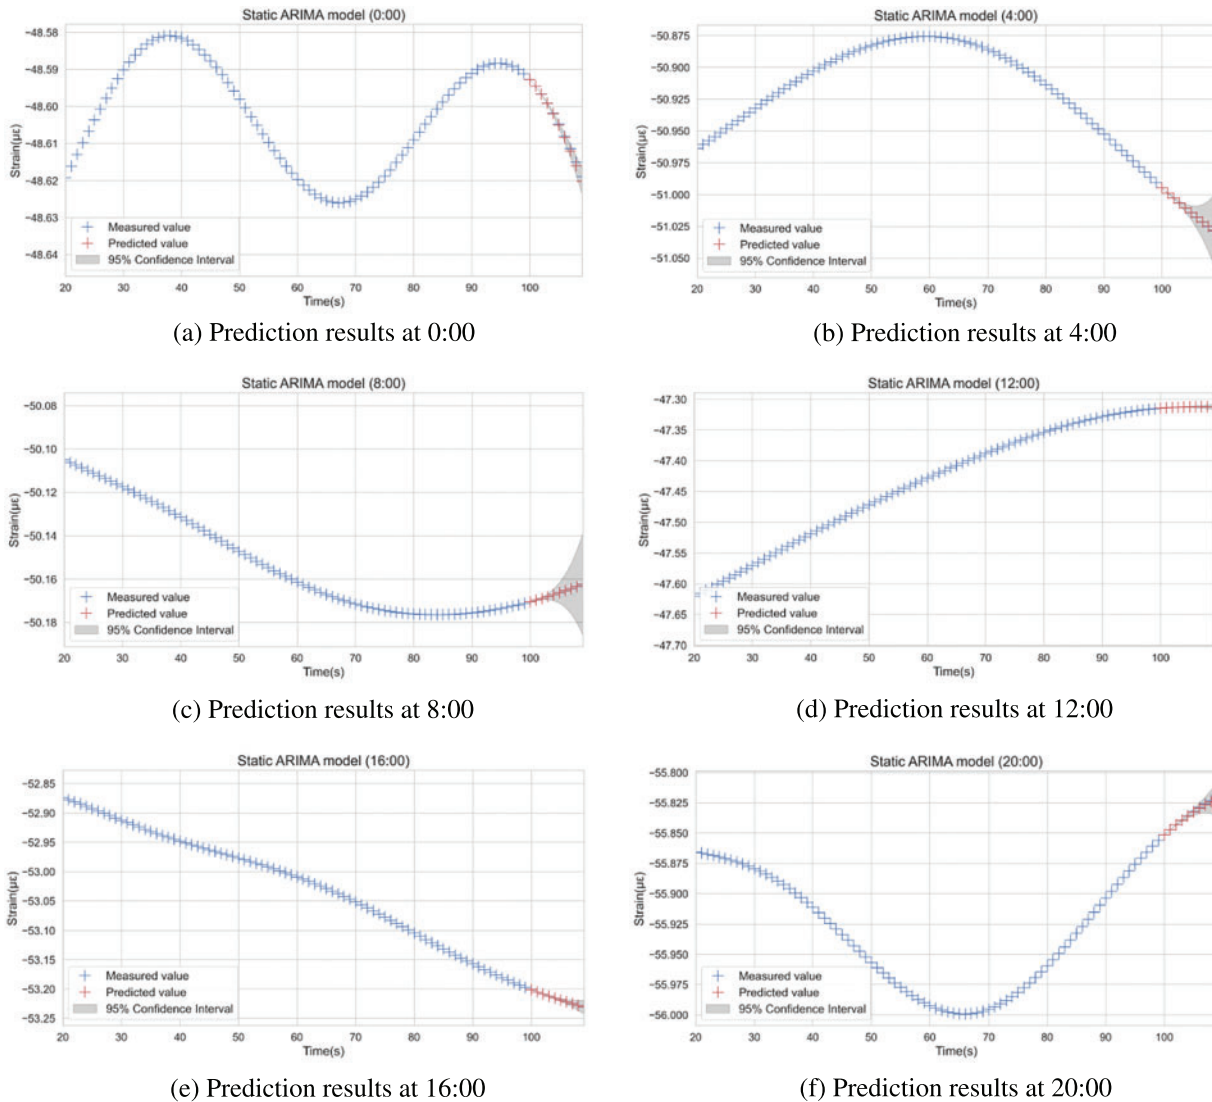 Static ARIMA model (0:00)
−48.58
−48.59
−48.60
−48.61
−48.62
−48.63
−48.64
Strain(με)
Measured value
Predicted value
95% Confidence Interval
20 30 40 50 60 70 80 90 100
Time(s)
(a) Prediction results at 0:00
Static ARIMA model (4:00)
−50.875
−50.900
−50.925
−50.950
−50.975
−51.000
−51.025
−51.050
Strain(με)
Measured value
Predicted value
95% Confidence Interval
20 30 40 50 60 70 80 90 100
Time(s)
(b) Prediction results at 4:00
Static ARIMA model (8:00)
−50.08
−50.10
−50.12
−50.14
−50.16
−50.18
Strain(με)
Measured value
Predicted value
95% Confidence Interval
20 30 40 50 60 70 80 90 100
Time(s)
(c) Prediction results at 8:00
Static ARIMA model (12:00)
−47.30
−47.35
−47.40
−47.45
−47.50
−47.55
−47.60
−47.65
−47.70
Strain(με)
Measured value
Predicted value
95% Confidence Interval
20 30 40 50 60 70 80 90 100
Time(s)
(d) Prediction results at 12:00
Static ARIMA model (16:00)
−52.85
−52.90
−52.95
−53.00
−53.05
−53.10
−53.15
−53.20
−53.25
Strain(με)
Measured value
Predicted value
95% Confidence Interval
20 30 40 50 60 70 80 90 100
Time(s)
(e) Prediction results at 16:00
Static ARIMA model (20:00)
−55.800
−55.825
−55.850
−55.875
−55.900
−55.925
−55.950
−55.975
−56.000
Strain(με)
Measured value
Predicted value
95% Confidence Interval
20 30 40 50 60 70 80 90 100
Time(s)
(f) Prediction results at 20:00